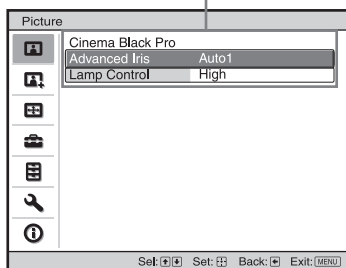 Picture
Cinema Black Pro
Advanced Iris Auto1
Lamp Control High
Sel: Set: Back: Exit: MENU